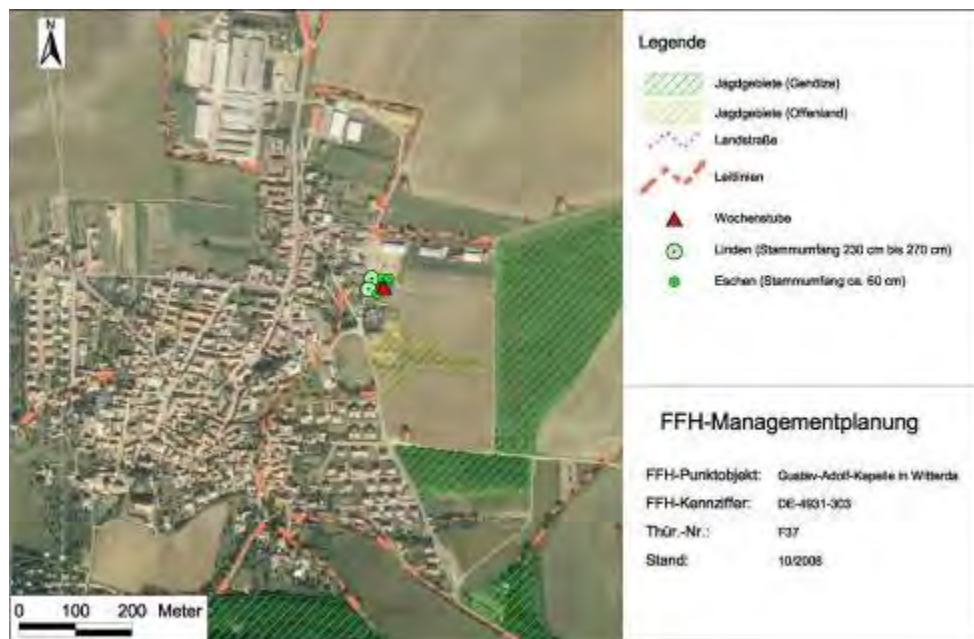 N
Legende
Jagdgebiete (Gehölze)
Jagdgebiete (Offenland)
Landstraße
Leitlinien
Wochenstube
Linden (Stammumfang 230 cm bis 270 cm)
Eschen (Stammumfang ca. 60 cm)
FFH-Managementplanung
FFH-Punktobjekt: Gustav-Adolf-Kapelle in Witterda
FFH-Kennziffer: DE-4931-303
Thür.-Nr.: F37
Stand: 10/2008
0 100 200 Meter